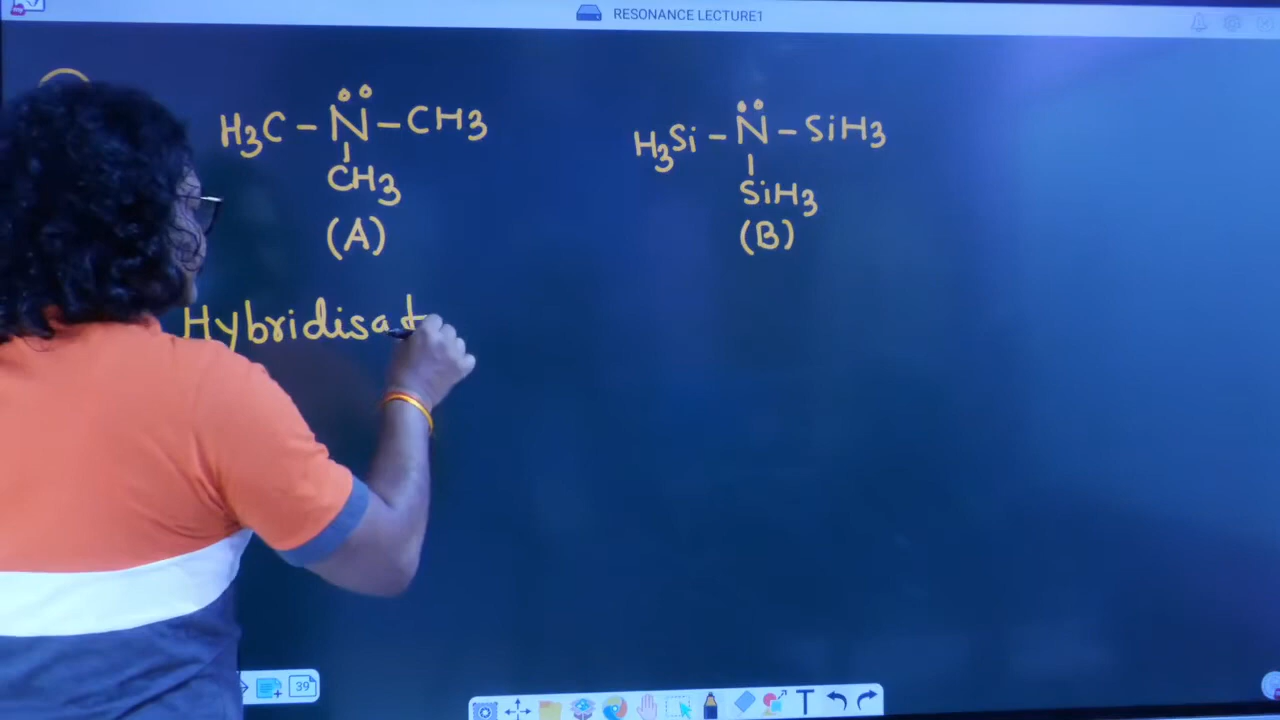 RESONANCE LECTURE1
H3C – N̈ – CH3
CH3
(A)
H3Si – N̈ – SiH3
SiH3
(B)
Hybridisat
39
T